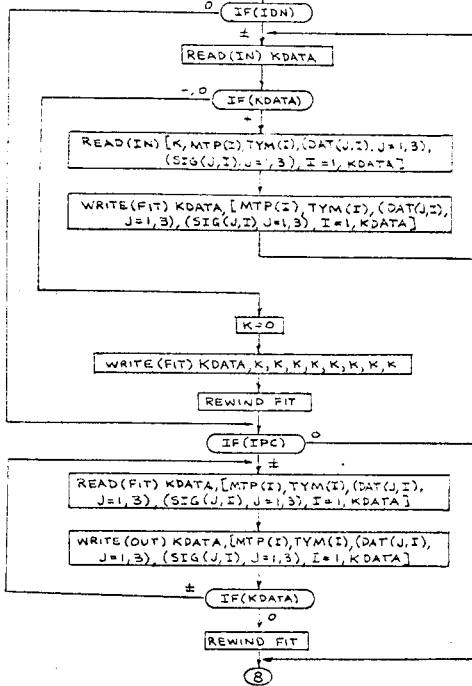 0
IF(IDN)
±
READ(IN) KDATA
-,0
IF(KDATA)
+
READ(IN) [K, MTP(I), TYM(I), (DAT(J,I), J=1,3),
(SIG(J,I), J=1,3), I=1, KDATA]
WRITE(FIT) KDATA, [MTP(I), TYM(I), (DAT(J,I),
J=1,3), (SIG(J,I) J=1,3), I=1, KDATA]
K=0
WRITE(FIT) KDATA, K, K, K, K, K, K, K, K
REWIND FIT
IF(IPC)
0
±
READ(FIT) KDATA, [MTP(I), TYM(I), (DAT(J,I),
J=1,3), (SIG(J,I), J=1,3), I=1, KDATA]
WRITE(OUT) KDATA, [MTP(I), TYM(I), (DAT(J,I),
J=1,3), (SIG(J,I), J=1,3), I=1, KDATA]
±
IF(KDATA)
0
REWIND FIT
8